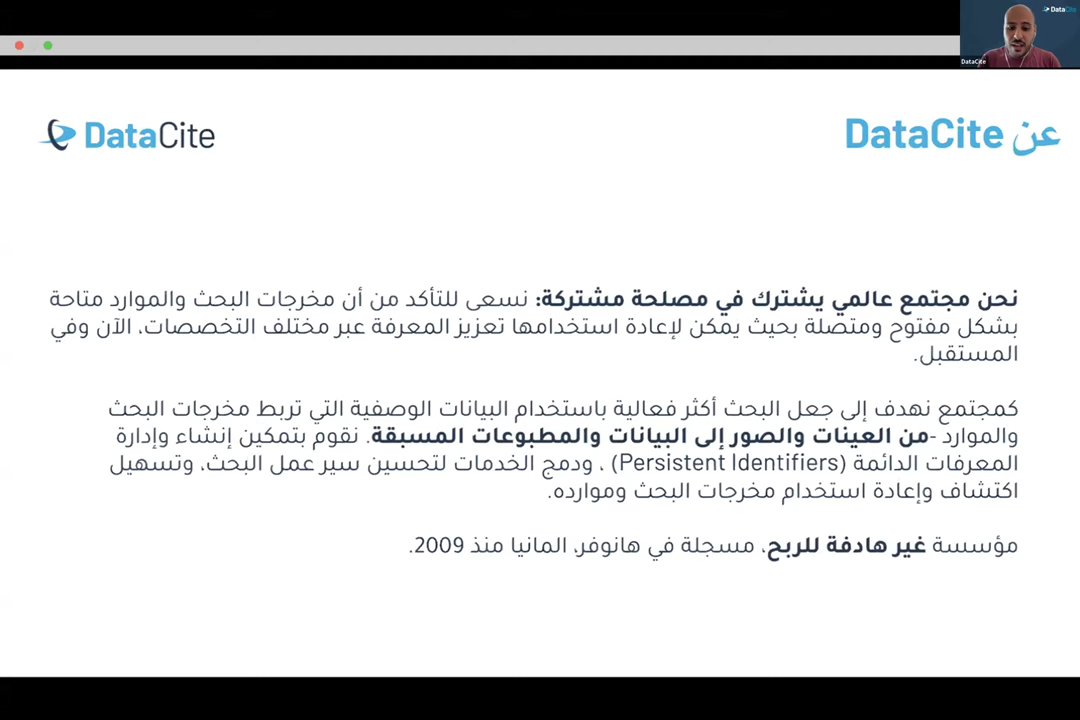 DataCite
DataCite
DataCite
عن DataCite
نحن مجتمع عالمي يشترك في مصلحة مشتركة: نسعى للتأكد من أن مخرجات البحث والموارد متاحة
بشكل مفتوح ومتصلة بحيث يمكن لإعادة استخدامها تعزيز المعرفة عبر مختلف التخصصات، الآن وفي
المستقبل.
كمجتمع نهدف إلى جعل البحث أكثر فعالية باستخدام البيانات الوصفية التي تربط مخرجات البحث
والموارد -من العينات والصور إلى البيانات والمطبوعات المسبقة. نقوم بتمكين إنشاء وإدارة
المعرفات الدائمة (Persistent Identifiers) ، ودمج الخدمات لتحسين سير عمل البحث، وتسهيل
اكتشاف وإعادة استخدام مخرجات البحث وموارده.
مؤسسة غير هادفة للربح، مسجلة في هانوفر، المانيا منذ 2009.